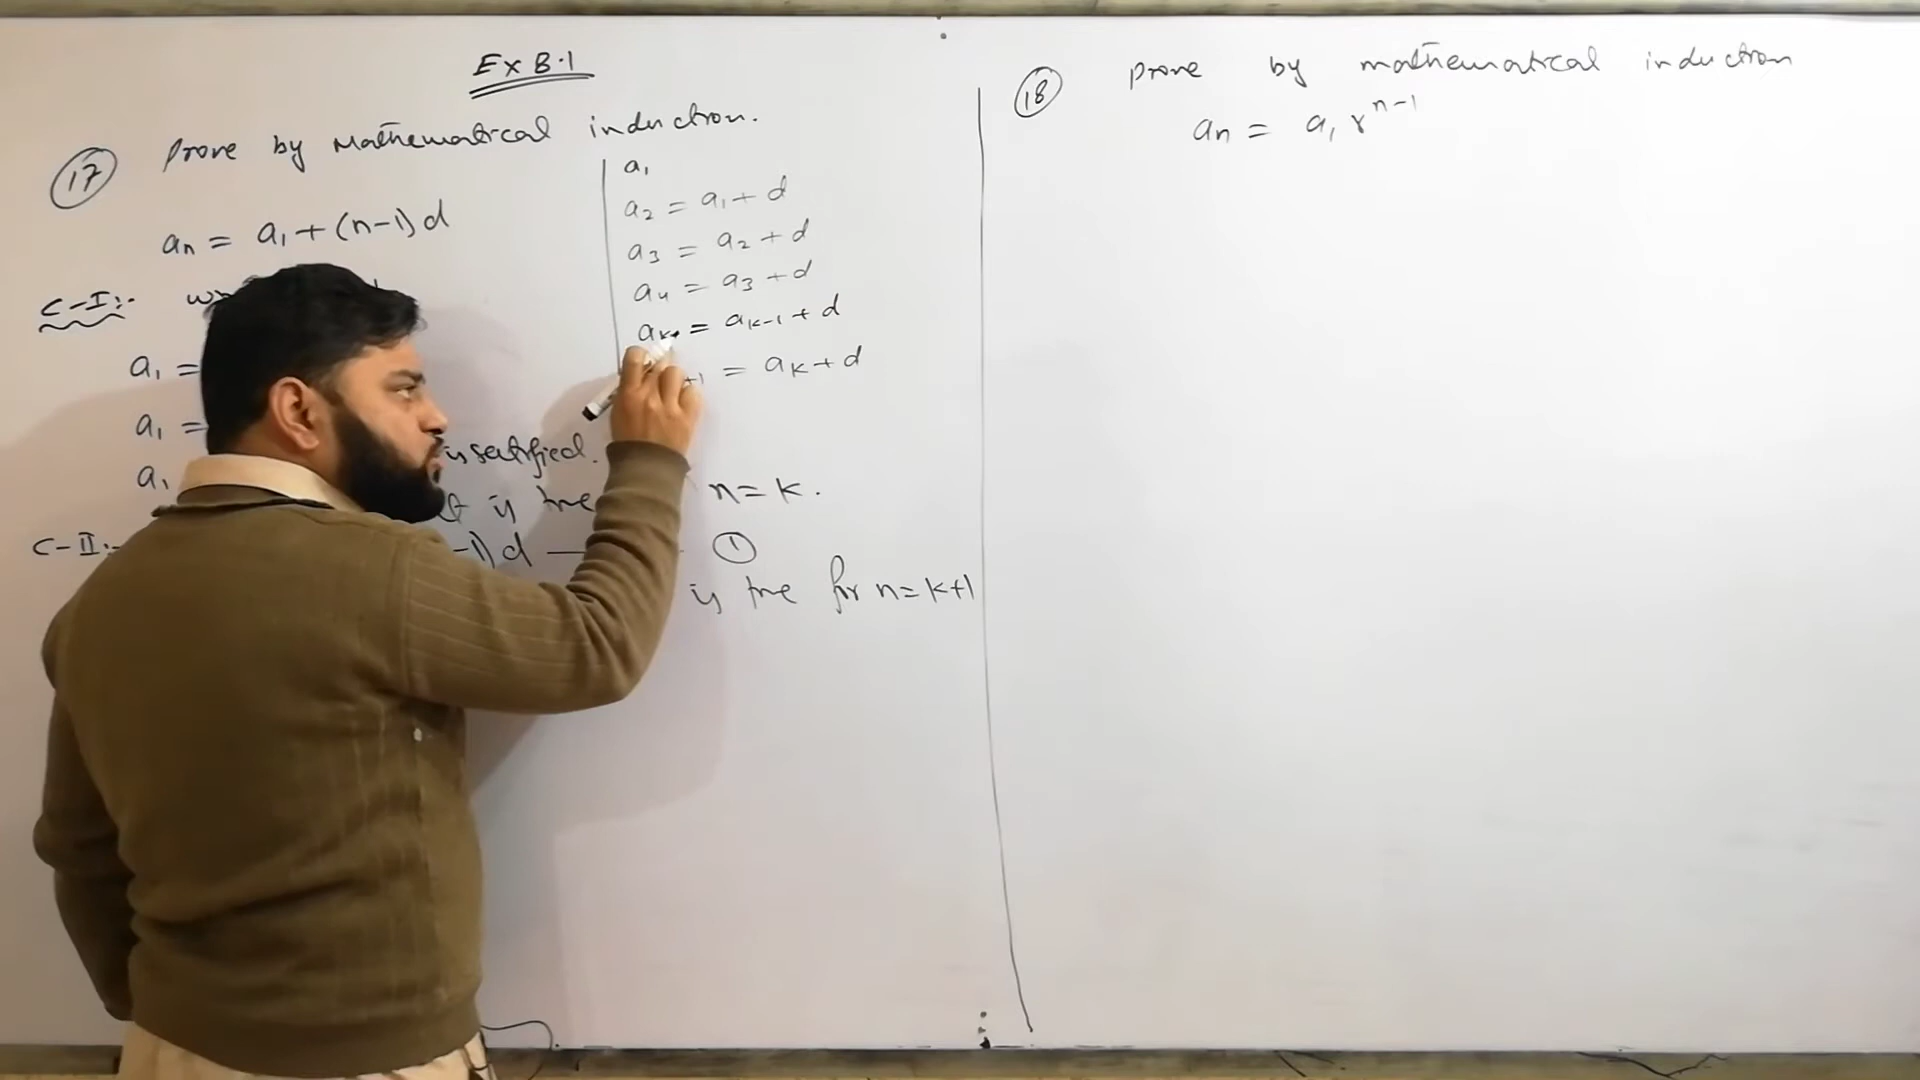 Ex 8.1
17 Prove by Mathematical induction.
an = a1 + (n-1)d
C-I:-
a1 =
a1 =
a1 is satisfied.
C-II:- it is true n = k.
-1)d ——— 1
is true for n = k+1
a1
a2 = a1 + d
a3 = a2 + d
a4 = a3 + d
ak = ak-1 + d
+1 = ak + d
18 prove by mathematical induction
an = a1 r^n-1